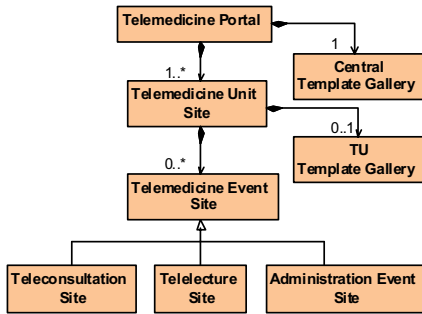 Telemedicine Portal
1
Central
Template Gallery
1..*
Telemedicine Unit
Site
0..1
TU
Template Gallery
0..*
Telemedicine Event
Site
Teleconsultation
Site
Telelecture
Site
Administration Event
Site